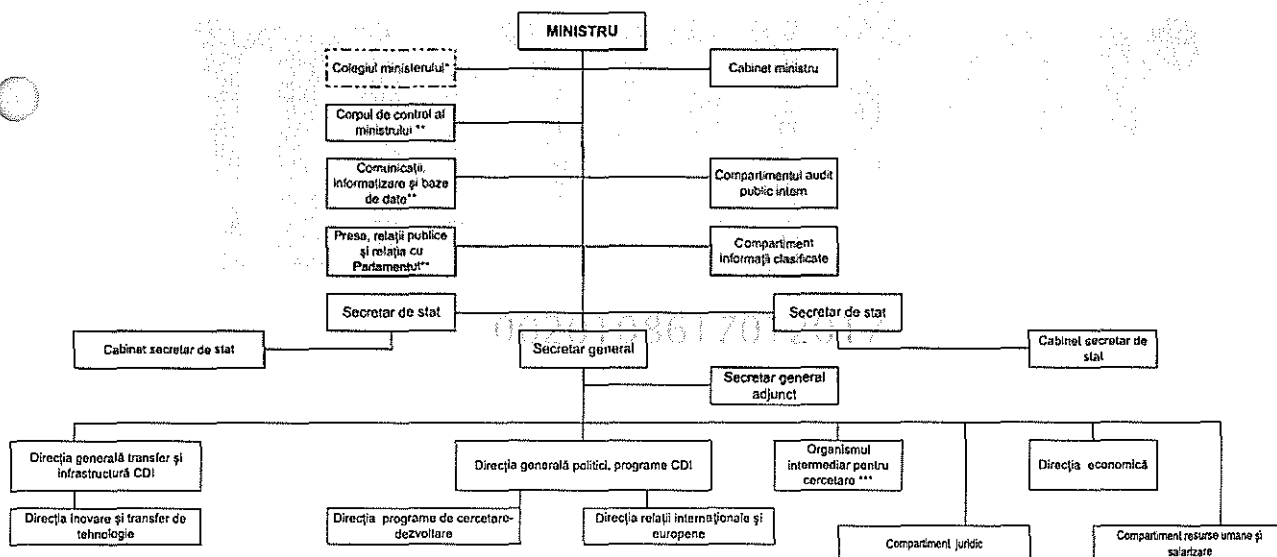 MINISTRU
Colegiul ministerului*
Cabinet ministru
Corpul de control al
ministrului **
Comunicații,
informatizare și baze
de date**
Compartimentul audit
public intern
Presa, relații publice
și relația cu
Parlamentul**
Compartiment
informații clasificate
Secretar de stat
Secretar de stat
Cabinet secretar de stat
Secretar general
Cabinet secretar de
stat
Secretar general
adjunct
Direcția generală transfer și
infrastructură CDI
Direcția generală politici, programe CDI
Organismul
intermediar pentru
cercetare ***
Direcția economică
Direcția inovare și transfer de
tehnologie
Direcția programe de cercetare-
dezvoltare
Direcția relații internaționale și
europene
Compartiment juridic
Compartiment resurse umane și
salarizare